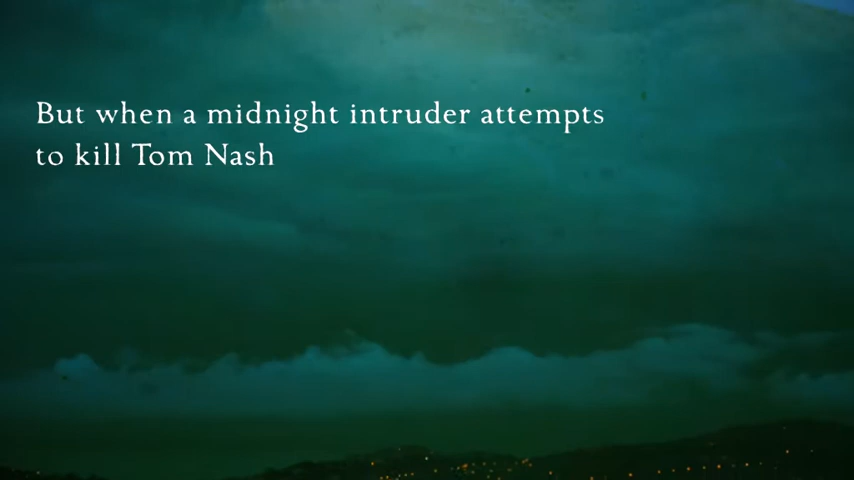 But when a midnight intruder attempts
to kill Tom Nash